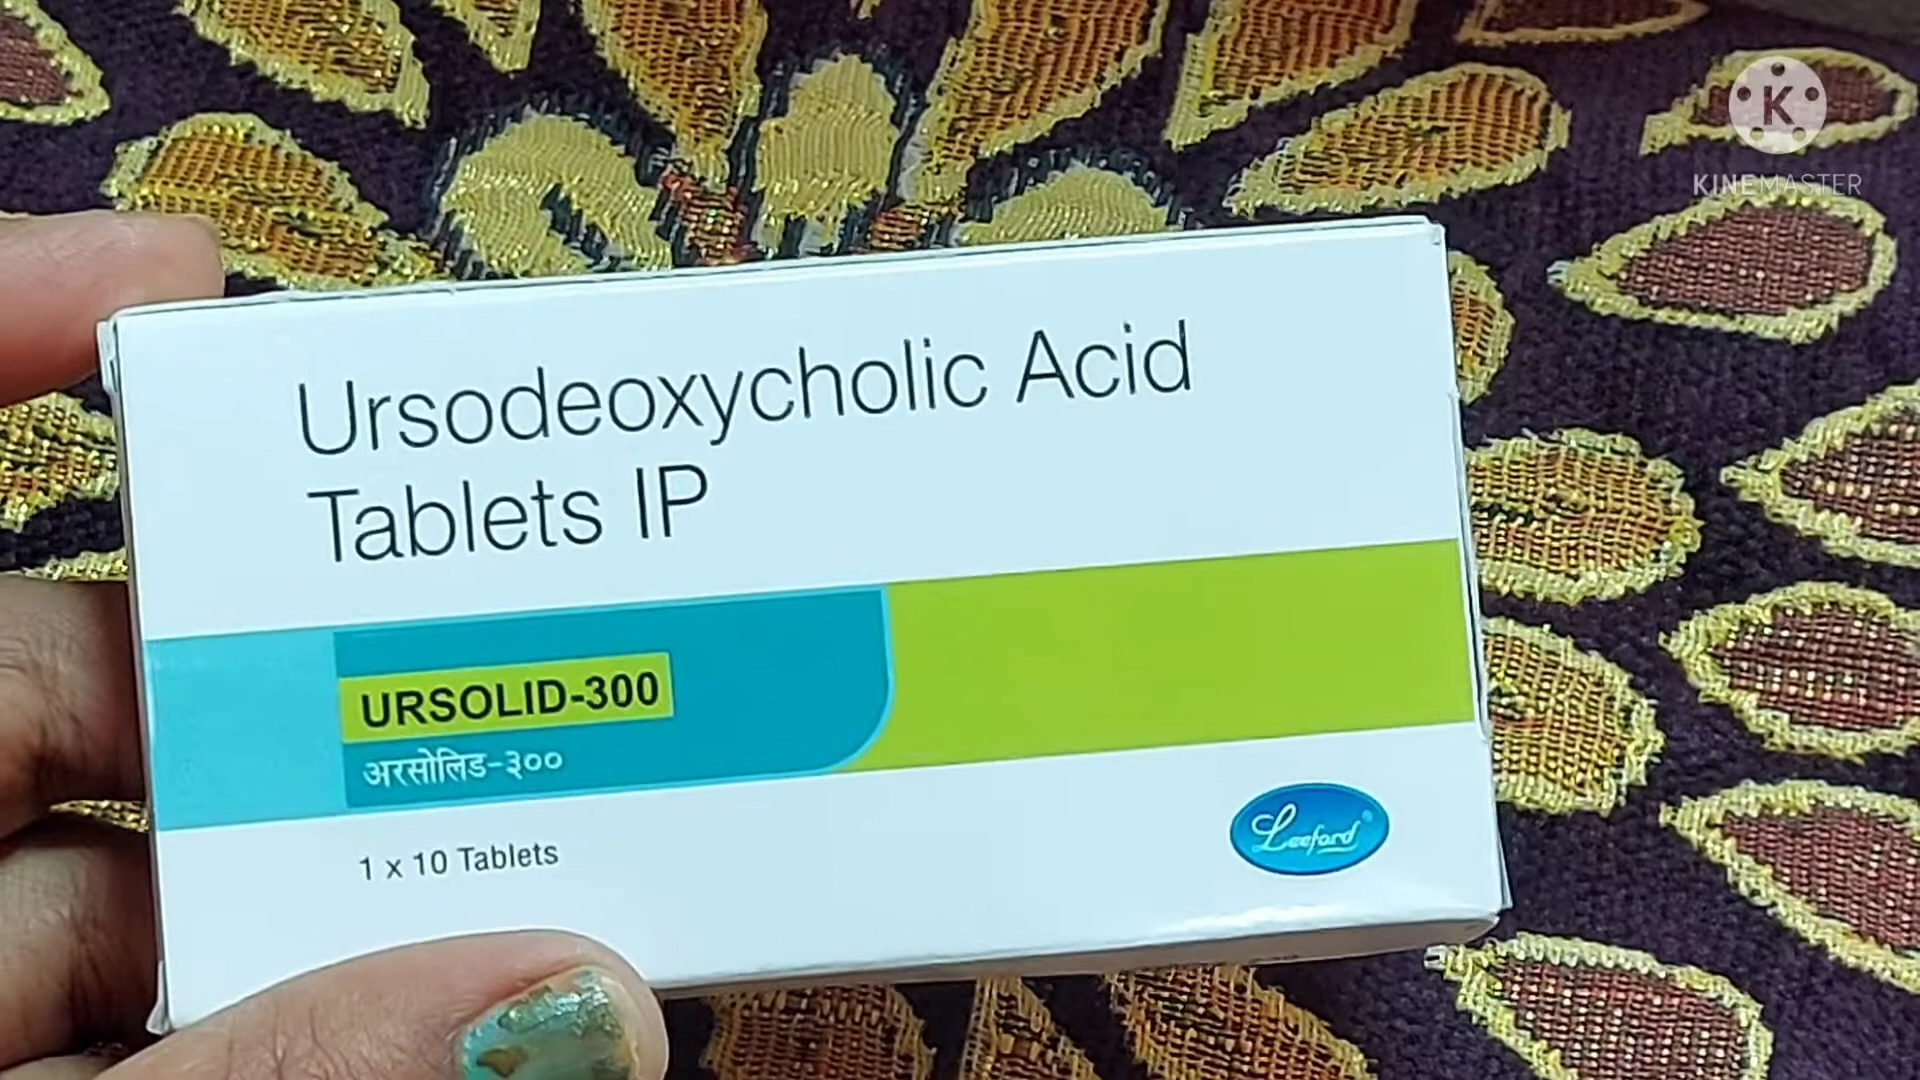 K
KINEMASTER
Ursodeoxycholic Acid
Tablets IP
URSOLID-300
अरसोलिड-३००
1 x 10 Tablets
Leeford®